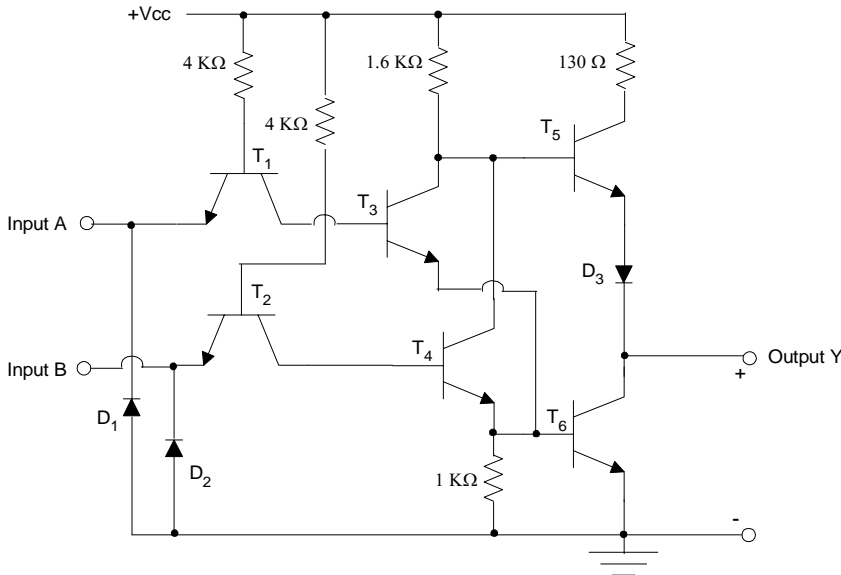 +Vcc
4 KΩ
1.6 KΩ
130 Ω
4 KΩ
T5
T1
T3
Input A
D3
T2
T4
Output Y
Input B
+
D1
T6
D2
1 KΩ
-